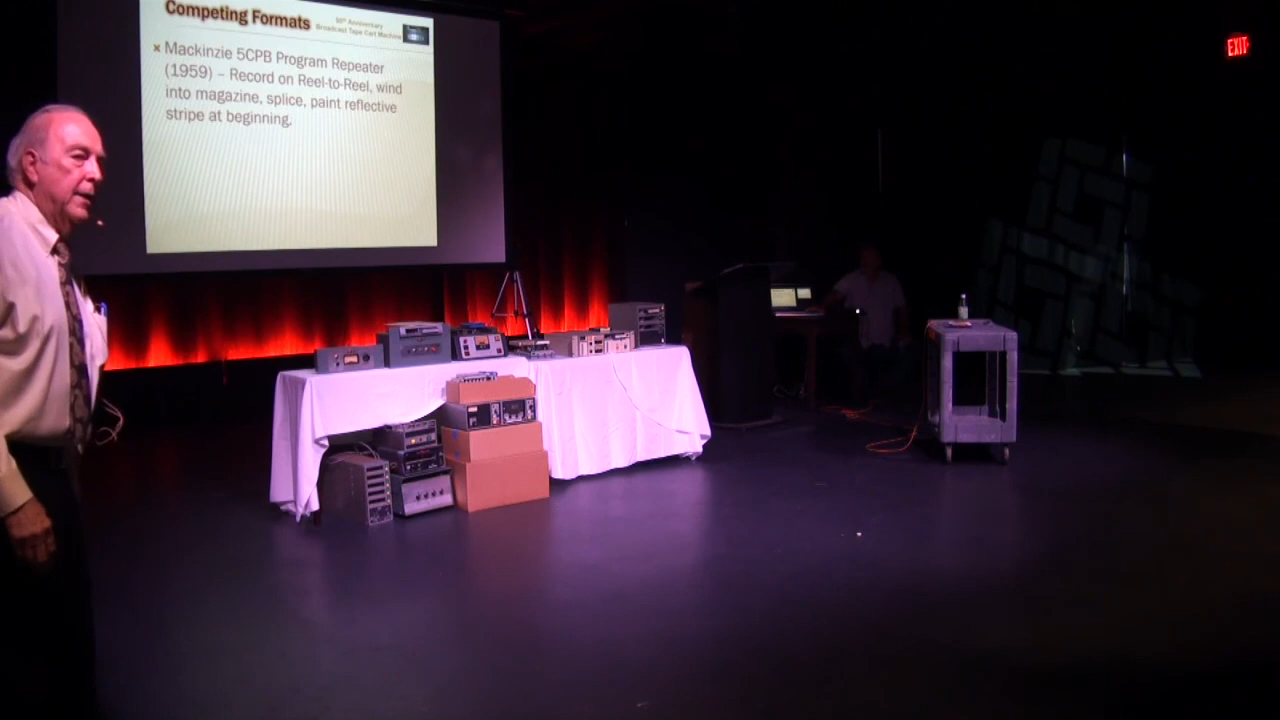 Competing Formats
50th Anniversary
Broadcast Tape Cart Machine
× Mackinzie 5CPB Program Repeater
(1959) – Record on Reel-to-Reel, wind
into magazine, splice, paint reflective
stripe at beginning.
EXIT